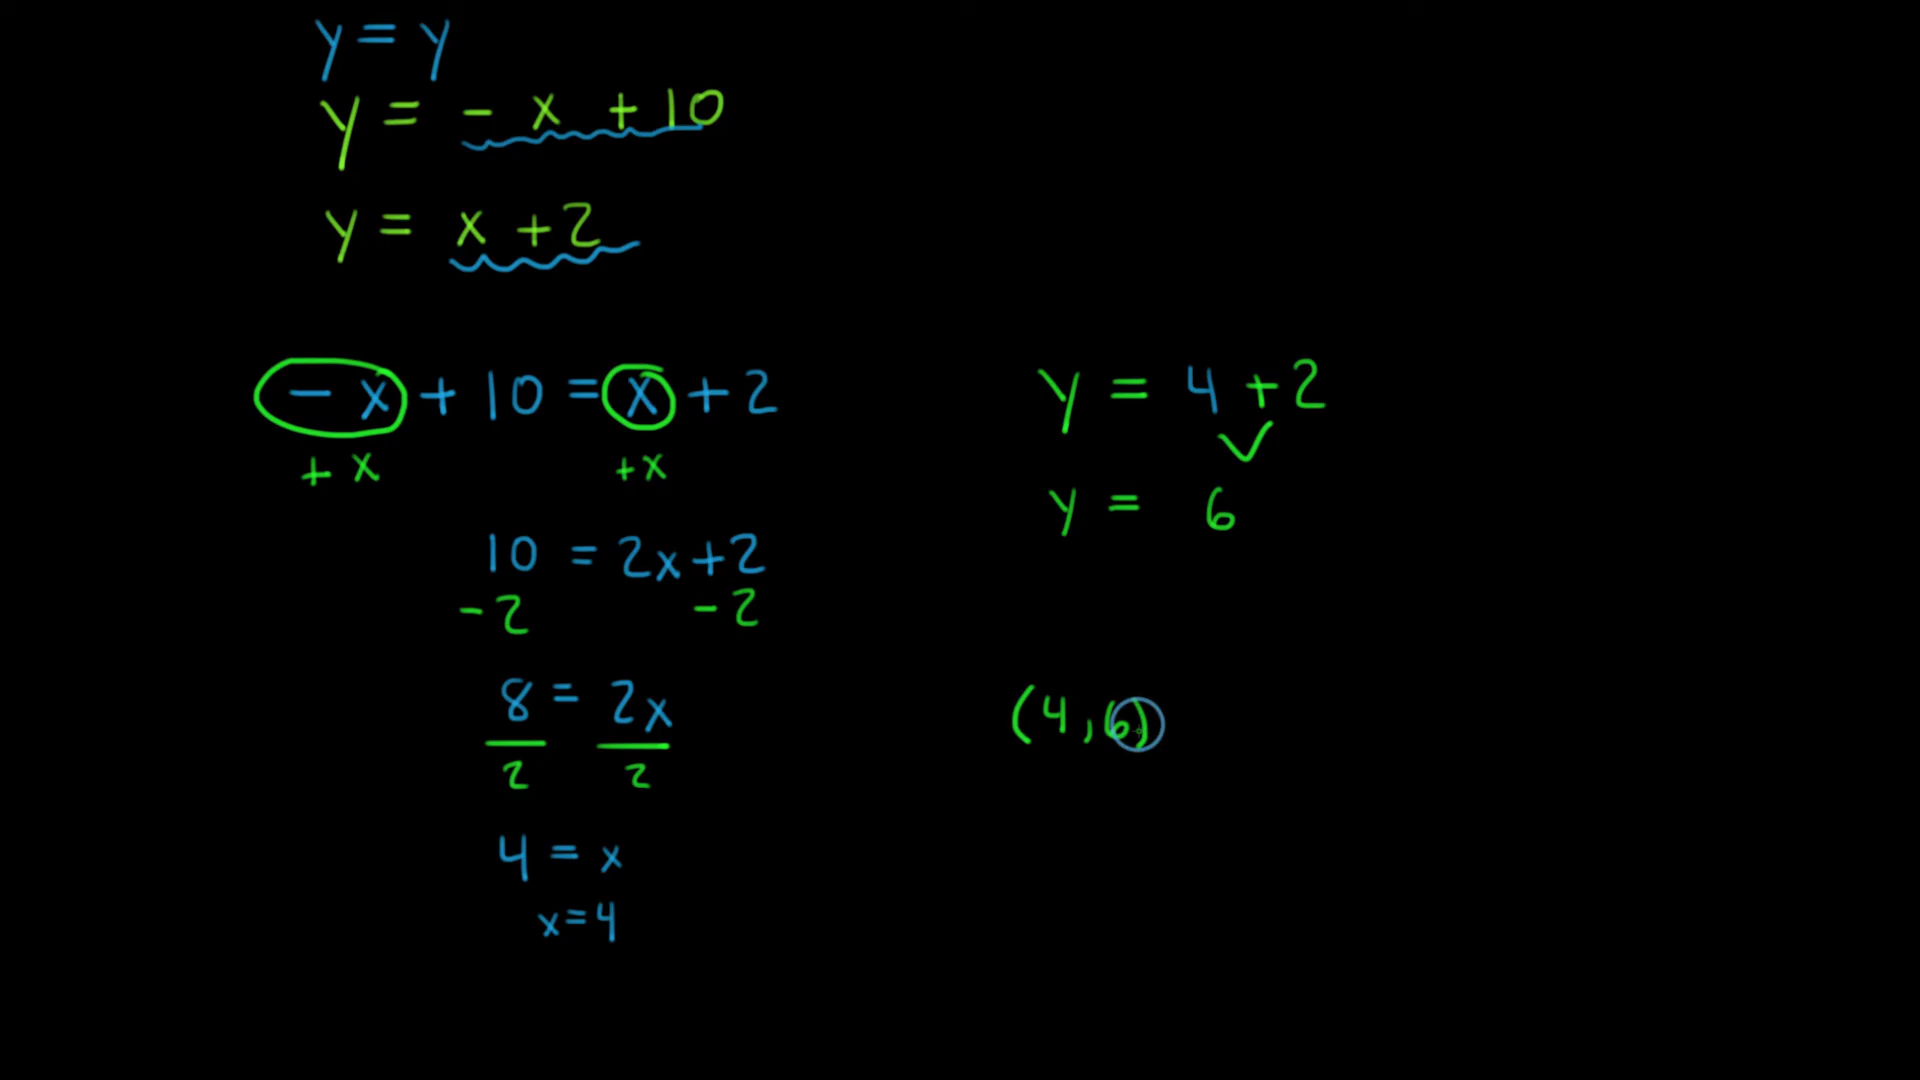 y = y
y = - x + 10
y = x + 2
- x + 10 = x + 2
+ x + x
10 = 2x + 2
- 2 - 2
8 = 2x
2 2
4 = x
x = 4
y = 4 + 2
y = 6
(4, 6)